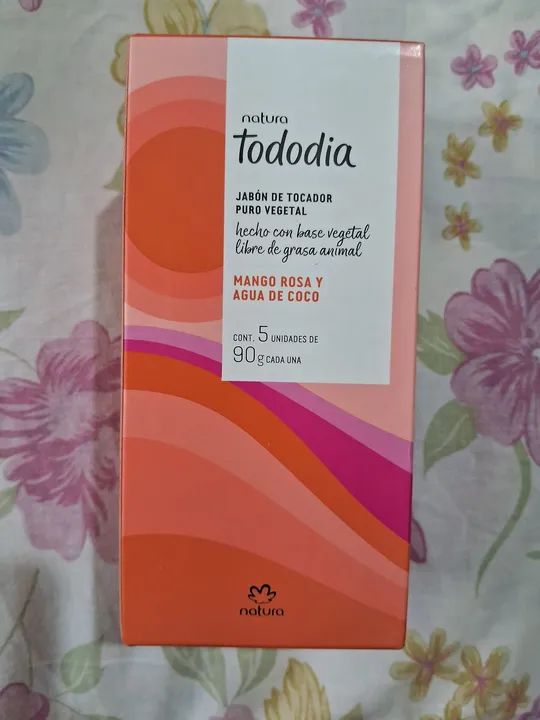 natura
Tododia
JABÓN DE TOCADOR
PURO VEGETAL
hecho con base vegetal
libre de grasa animal
MANGO ROSA Y
AGUA DE COCO
CONT. 5 UNIDADES DE
90g CADA UNA
natura